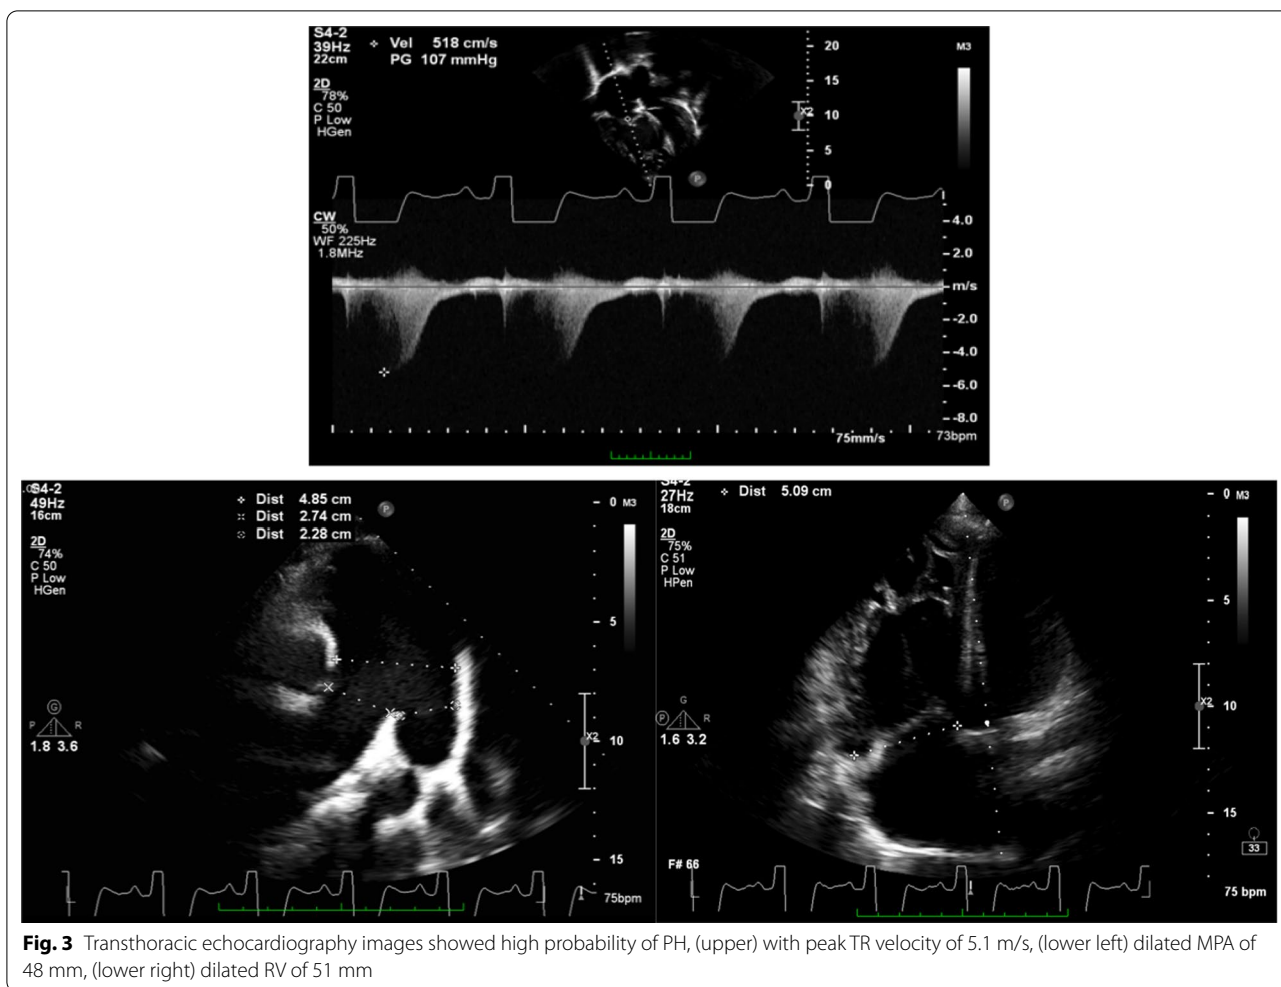 S4-2
39Hz
22cm
Vel 518 cm/s
PG 107 mmHg
2D
78%
C 50
P Low
HGen
M3
20
15
10
5
0
X2
P
CW
50%
WF 225Hz
1.8MHz
4.0
2.0
m/s
-2.0
-4.0
-6.0
-8.0
75mm/s
73bpm
S4-2
49Hz
16cm
Dist 4.85 cm
Dist 2.74 cm
Dist 2.28 cm
2D
74%
C 50
P Low
HGen
P
M3
0
5
10
15
X2
G
P R
1.8 3.6
75bpm
S4-2
27Hz
18cm
Dist 5.09 cm
2D
75%
C 51
P Low
HPen
P
0 M3
5
10
15
X2
G
P R
1.6 3.2
33
F# 66
75 bpm
Fig. 3 Transthoracic echocardiography images showed high probability of PH, (upper) with peak TR velocity of 5.1 m/s, (lower left) dilated MPA of
48 mm, (lower right) dilated RV of 51 mm